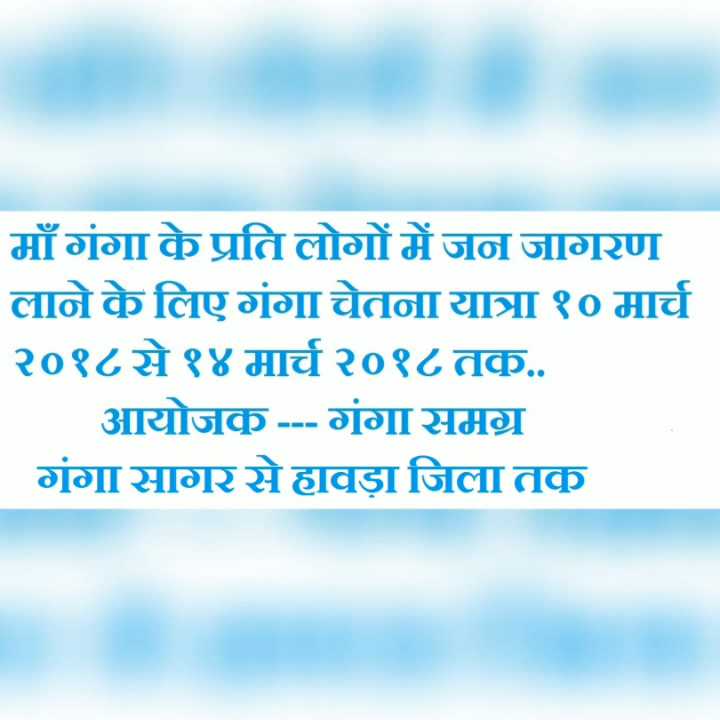 माँ गंगा के प्रति लोगों में जन जागरण
लाने के लिए गंगा चेतना यात्रा १० मार्च
२०१८ से १४ मार्च २०१८ तक..
आयोजक --- गंगा समग्र
गंगा सागर से हावड़ा जिला तक